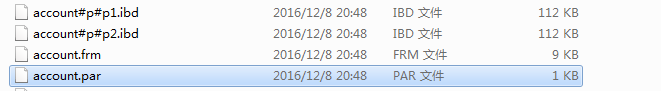 account#p#p1.ibd 2016/12/8 20:48 IBD 文件 112 KB
account#p#p2.ibd 2016/12/8 20:48 IBD 文件 112 KB
account.frm 2016/12/8 20:48 FRM 文件 9 KB
account.par 2016/12/8 20:48 PAR 文件 1 KB